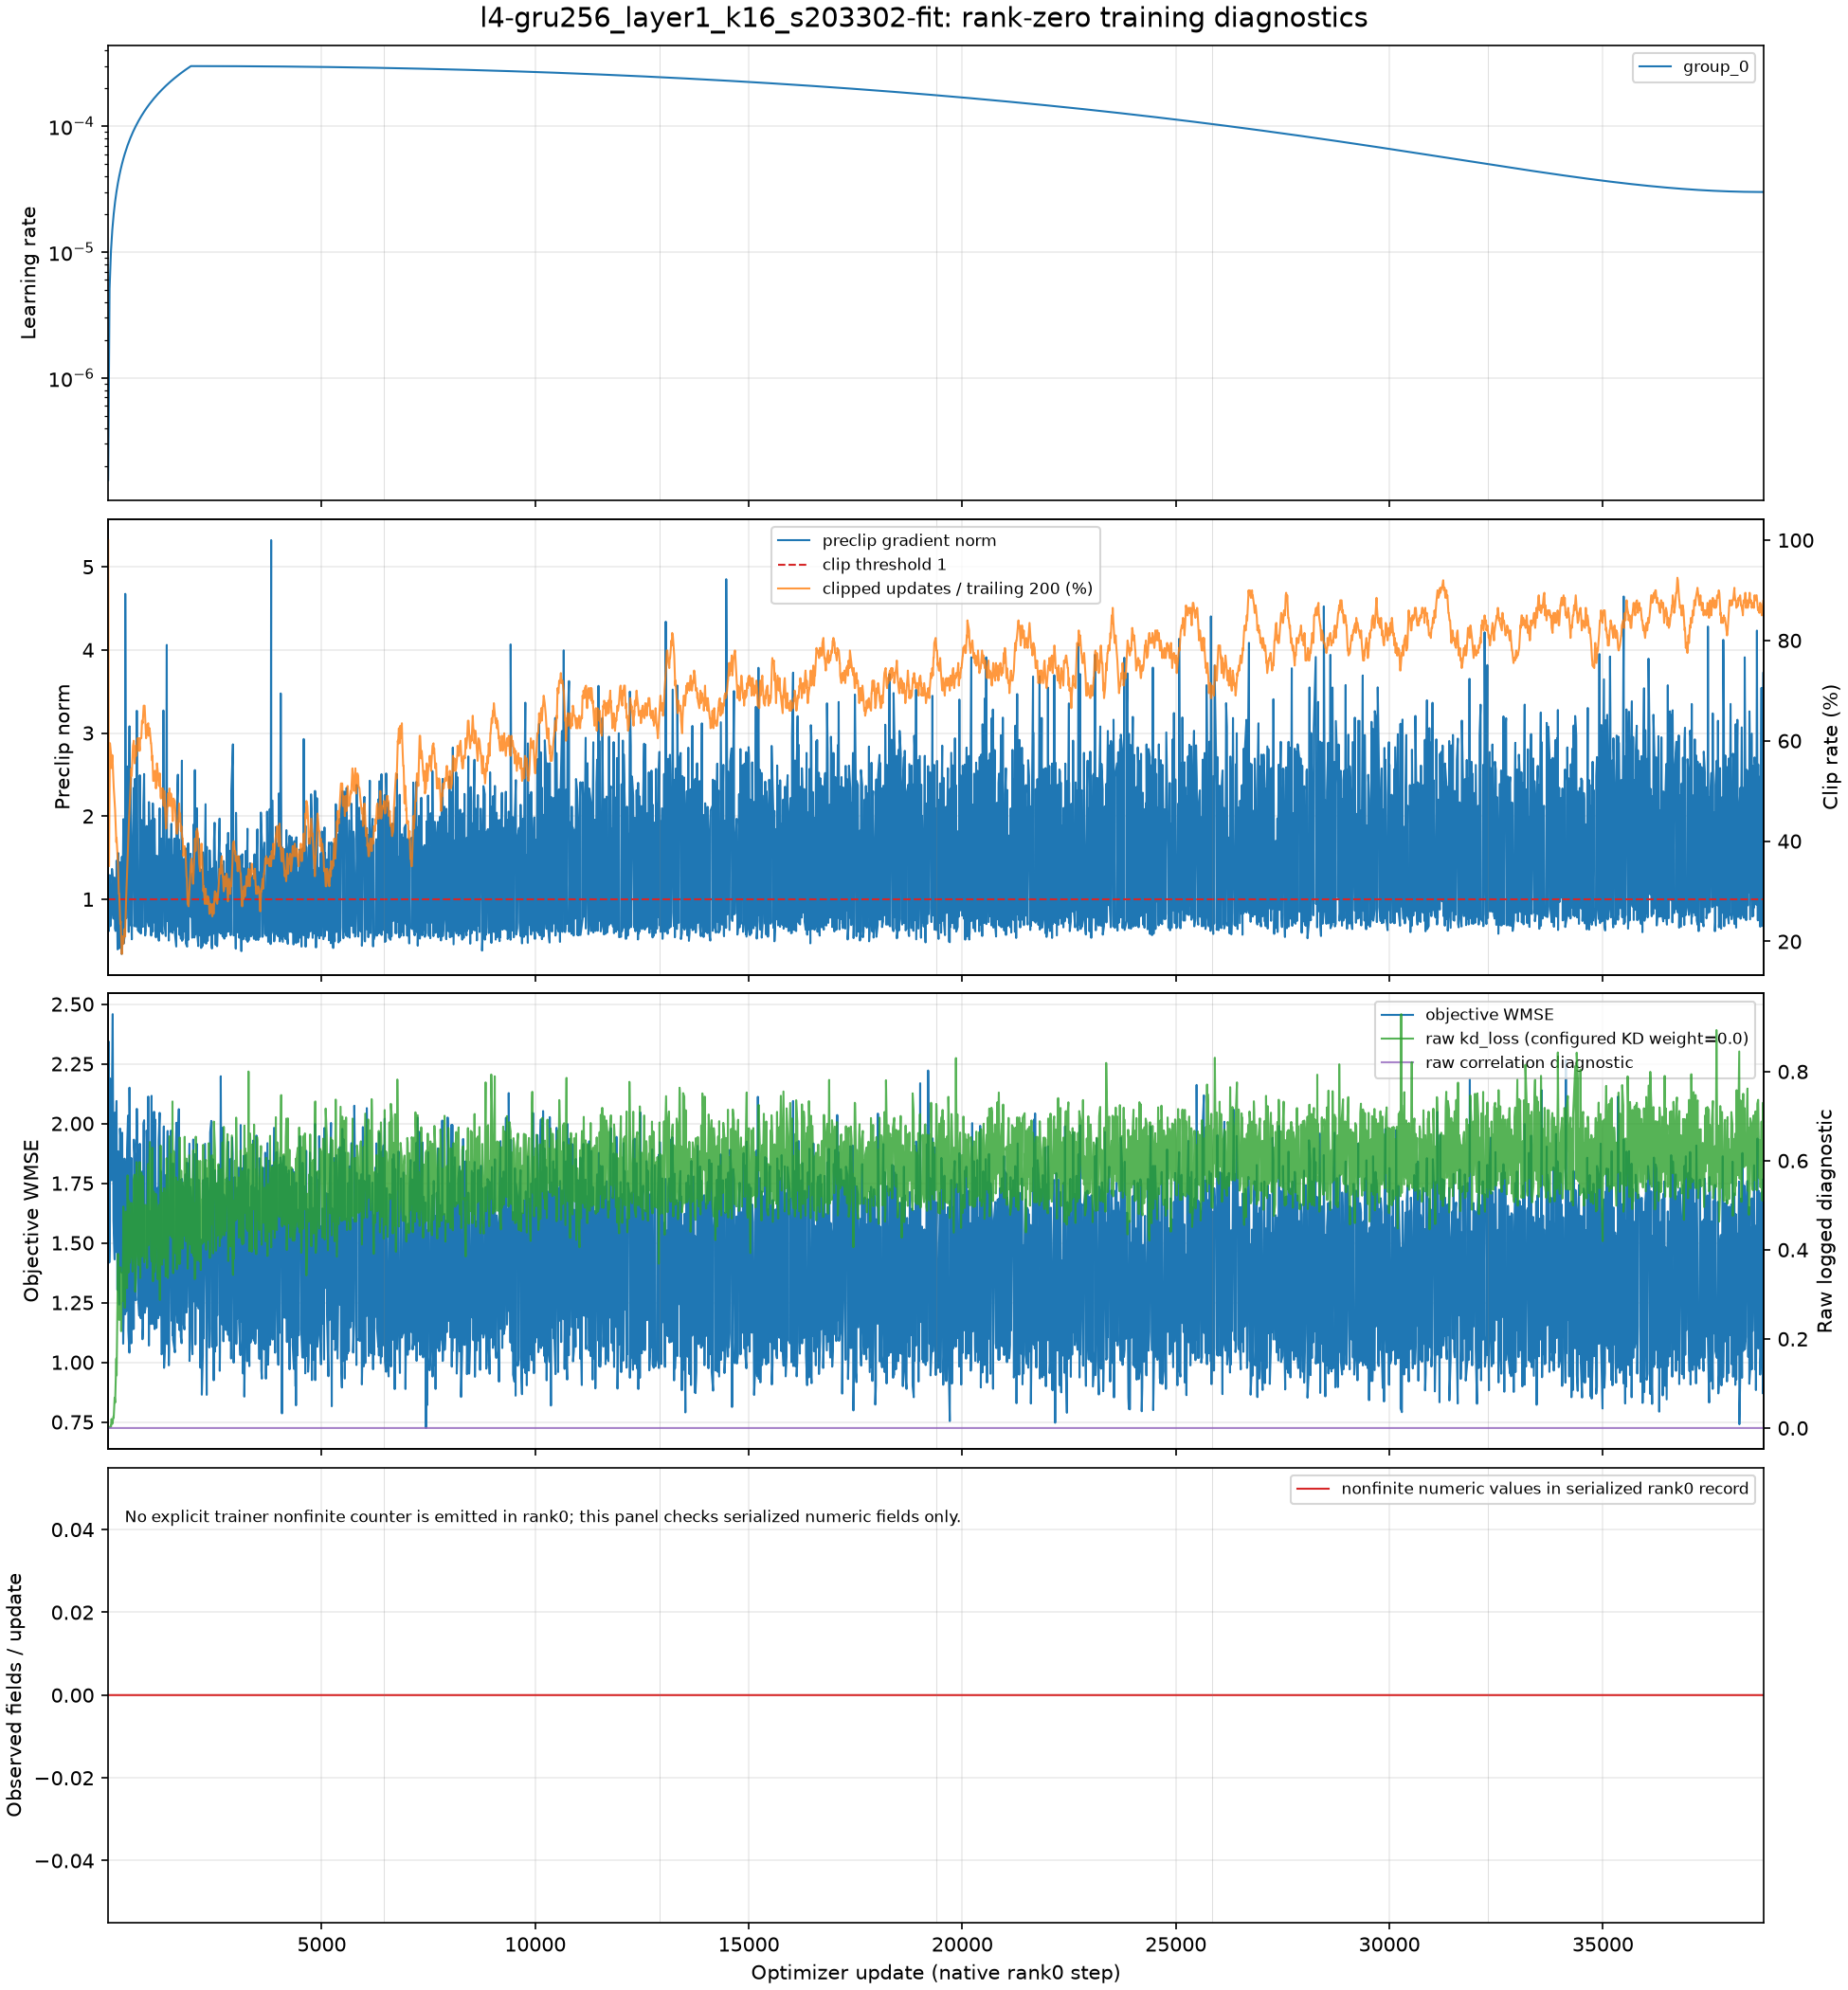 l4-gru256_layer1_k16_s203302-fit: rank-zero training diagnostics
group_0
Learning rate
10⁻⁴
10⁻⁵
10⁻⁶
preclip gradient norm
clip threshold 1
clipped updates / trailing 200 (%)
Preclip norm
5
4
3
2
1
Clip rate (%)
100
80
60
40
20
objective WMSE
raw kd_loss (configured KD weight=0.0)
raw correlation diagnostic
Objective WMSE
2.50
2.25
2.00
1.75
1.50
1.25
1.00
0.75
Raw logged diagnostic
0.8
0.6
0.4
0.2
0.0
nonfinite numeric values in serialized rank0 record
No explicit trainer nonfinite counter is emitted in rank0; this panel checks serialized numeric fields only.
Observed fields / update
0.04
0.02
0.00
−0.02
−0.04
5000 10000 15000 20000 25000 30000 35000
Optimizer update (native rank0 step)